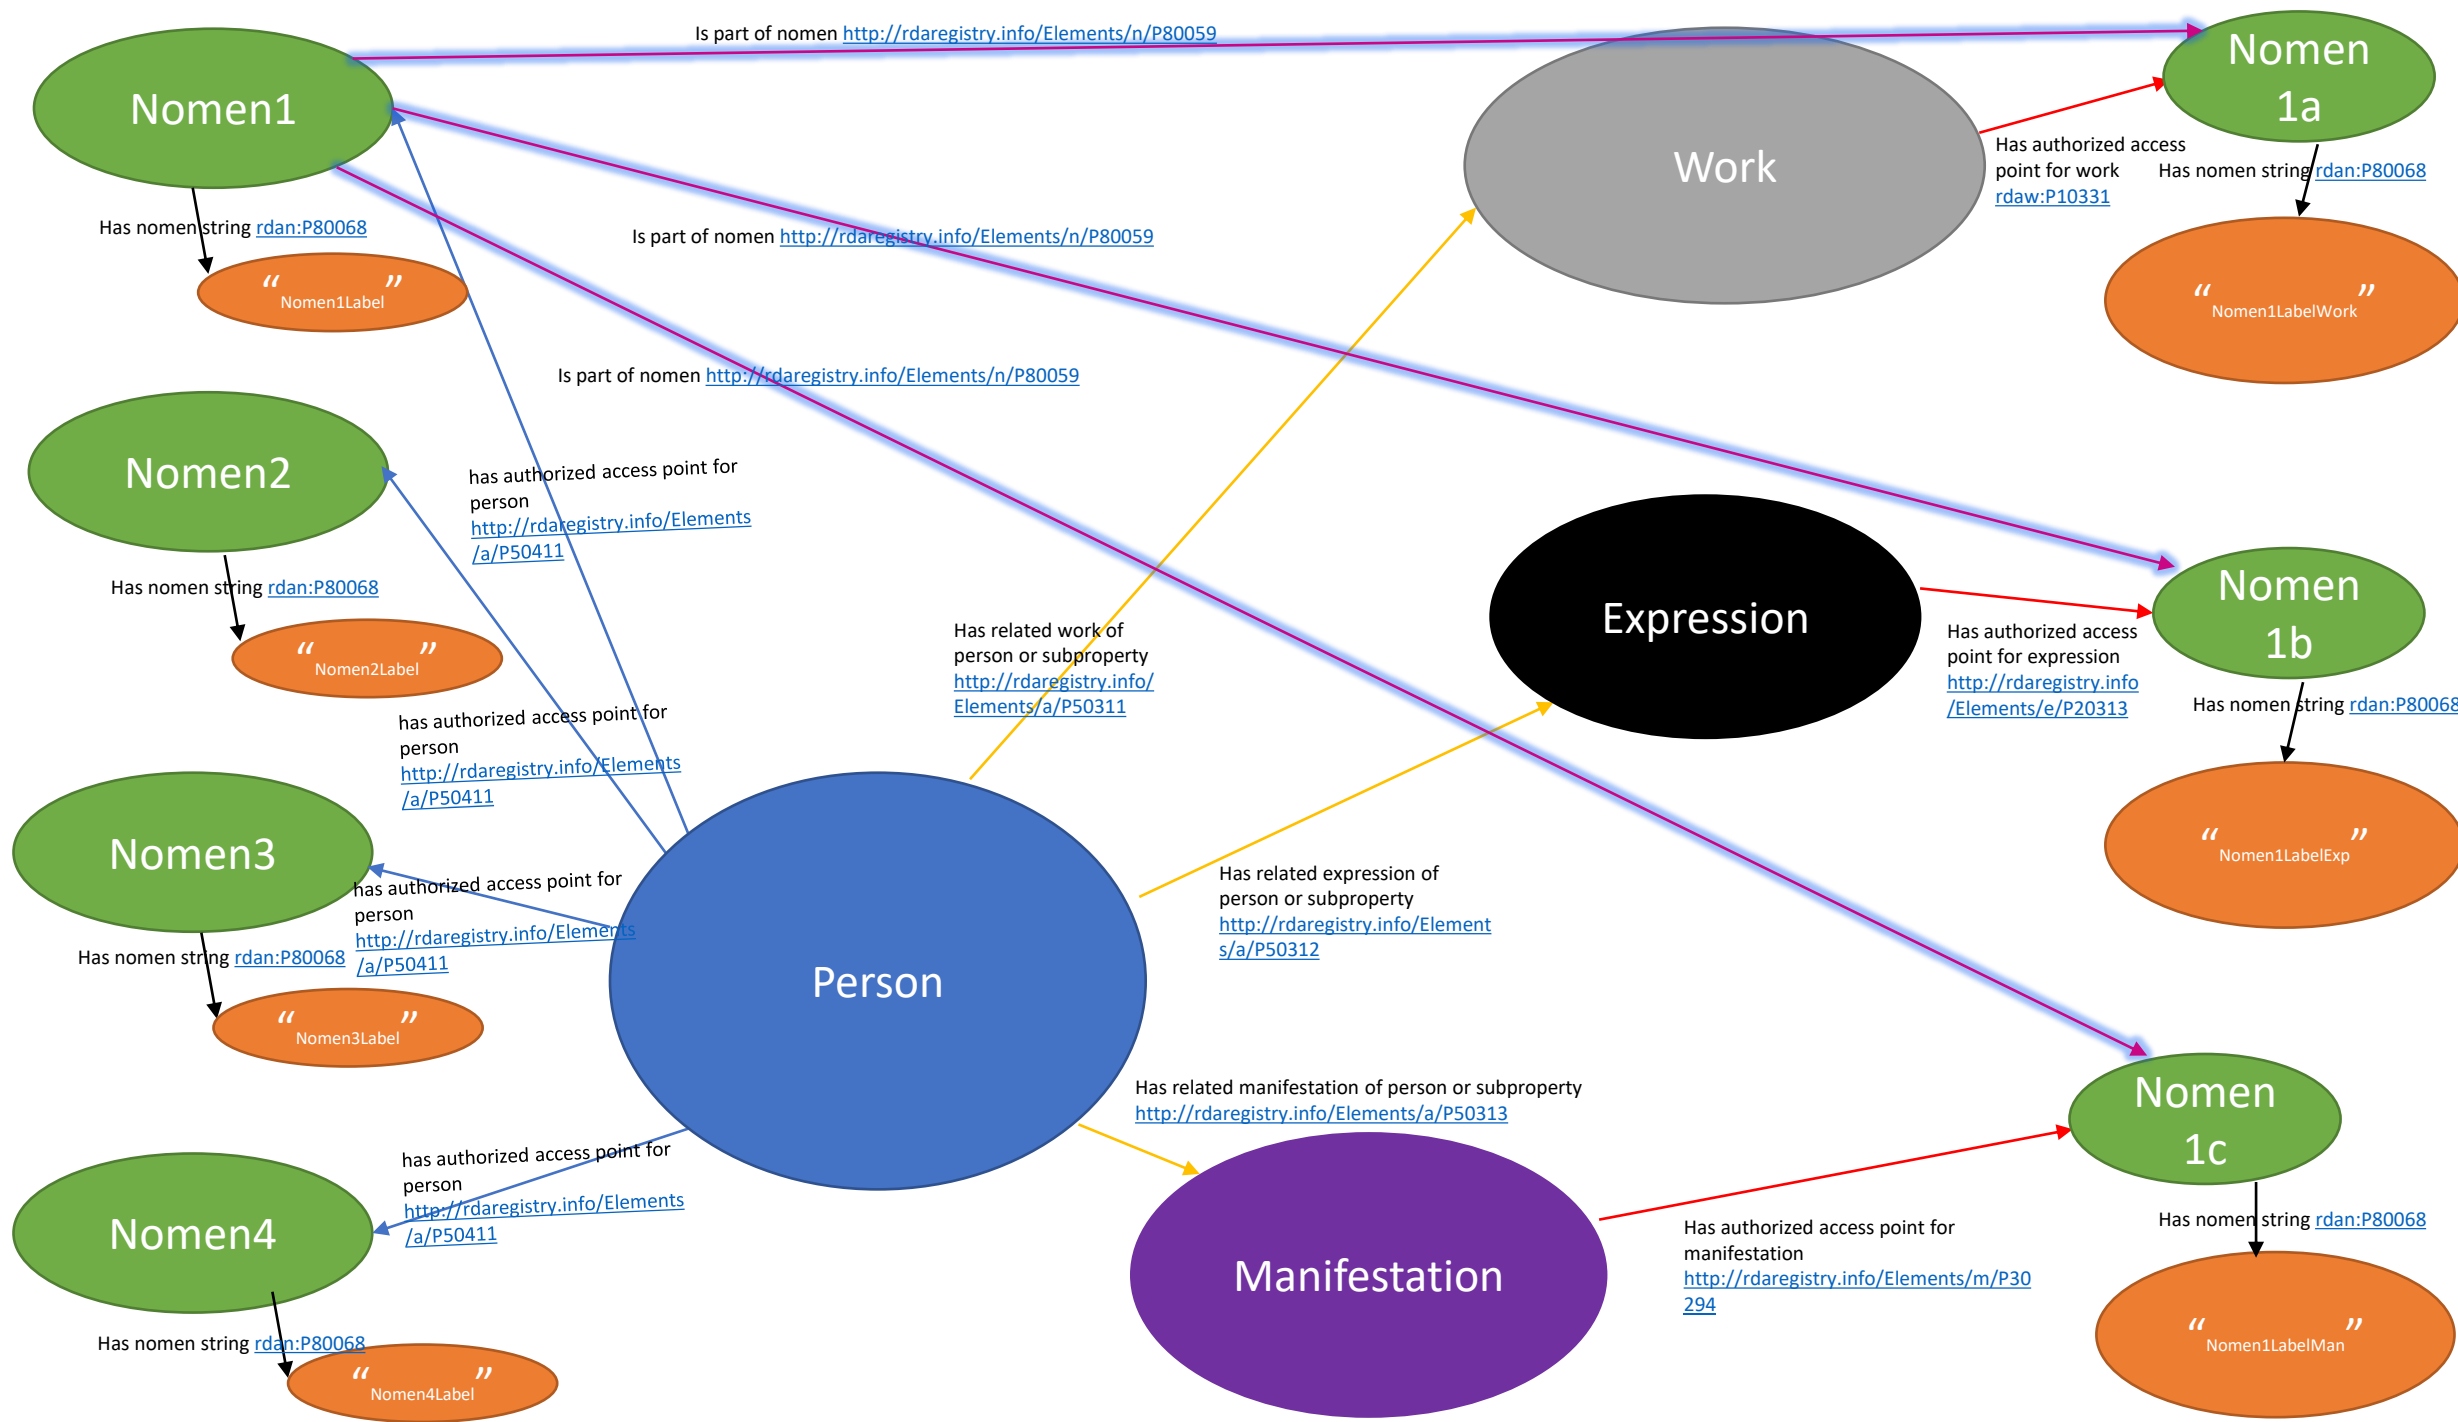 Is part of nomen http://rdaregistry.info/Elements/n/P80059
Nomen1
Work
Nomen
1a
Has authorized access
point for work
rdaw:P10331
Has nomen string rdan:P80068
Has nomen string rdan:P80068
Is part of nomen http://rdaregistry.info/Elements/n/P80059
“Nomen1Label”
“Nomen1LabelWork”
Is part of nomen http://rdaregistry.info/Elements/n/P80059
Nomen2
has authorized access point for
person
http://rdaregistry.info/Elements
/a/P50411
Has nomen string rdan:P80068
“Nomen2Label”
Has related work of
person or subproperty
http://rdaregistry.info/
Elements/a/P50311
Expression
Nomen
1b
Has authorized access
point for expression
http://rdaregistry.info
/Elements/e/P20313
Has nomen string rdan:P80068
has authorized access point for
person
http://rdaregistry.info/Elements
/a/P50411
Nomen3
“Nomen1LabelExp”
has authorized access point for
person
http://rdaregistry.info/Elements
/a/P50411
Has nomen string rdan:P80068
Has related expression of
person or subproperty
http://rdaregistry.info/Element
s/a/P50312
Person
“Nomen3Label”
Has related manifestation of person or subproperty
http://rdaregistry.info/Elements/a/P50313
Nomen
1c
has authorized access point for
person
http://rdaregistry.info/Elements
/a/P50411
Nomen4
Manifestation
Has authorized access point for
manifestation
http://rdaregistry.info/Elements/m/P30
294
Has nomen string rdan:P80068
Has nomen string rdan:P80068
“Nomen4Label”
“Nomen1LabelMan”